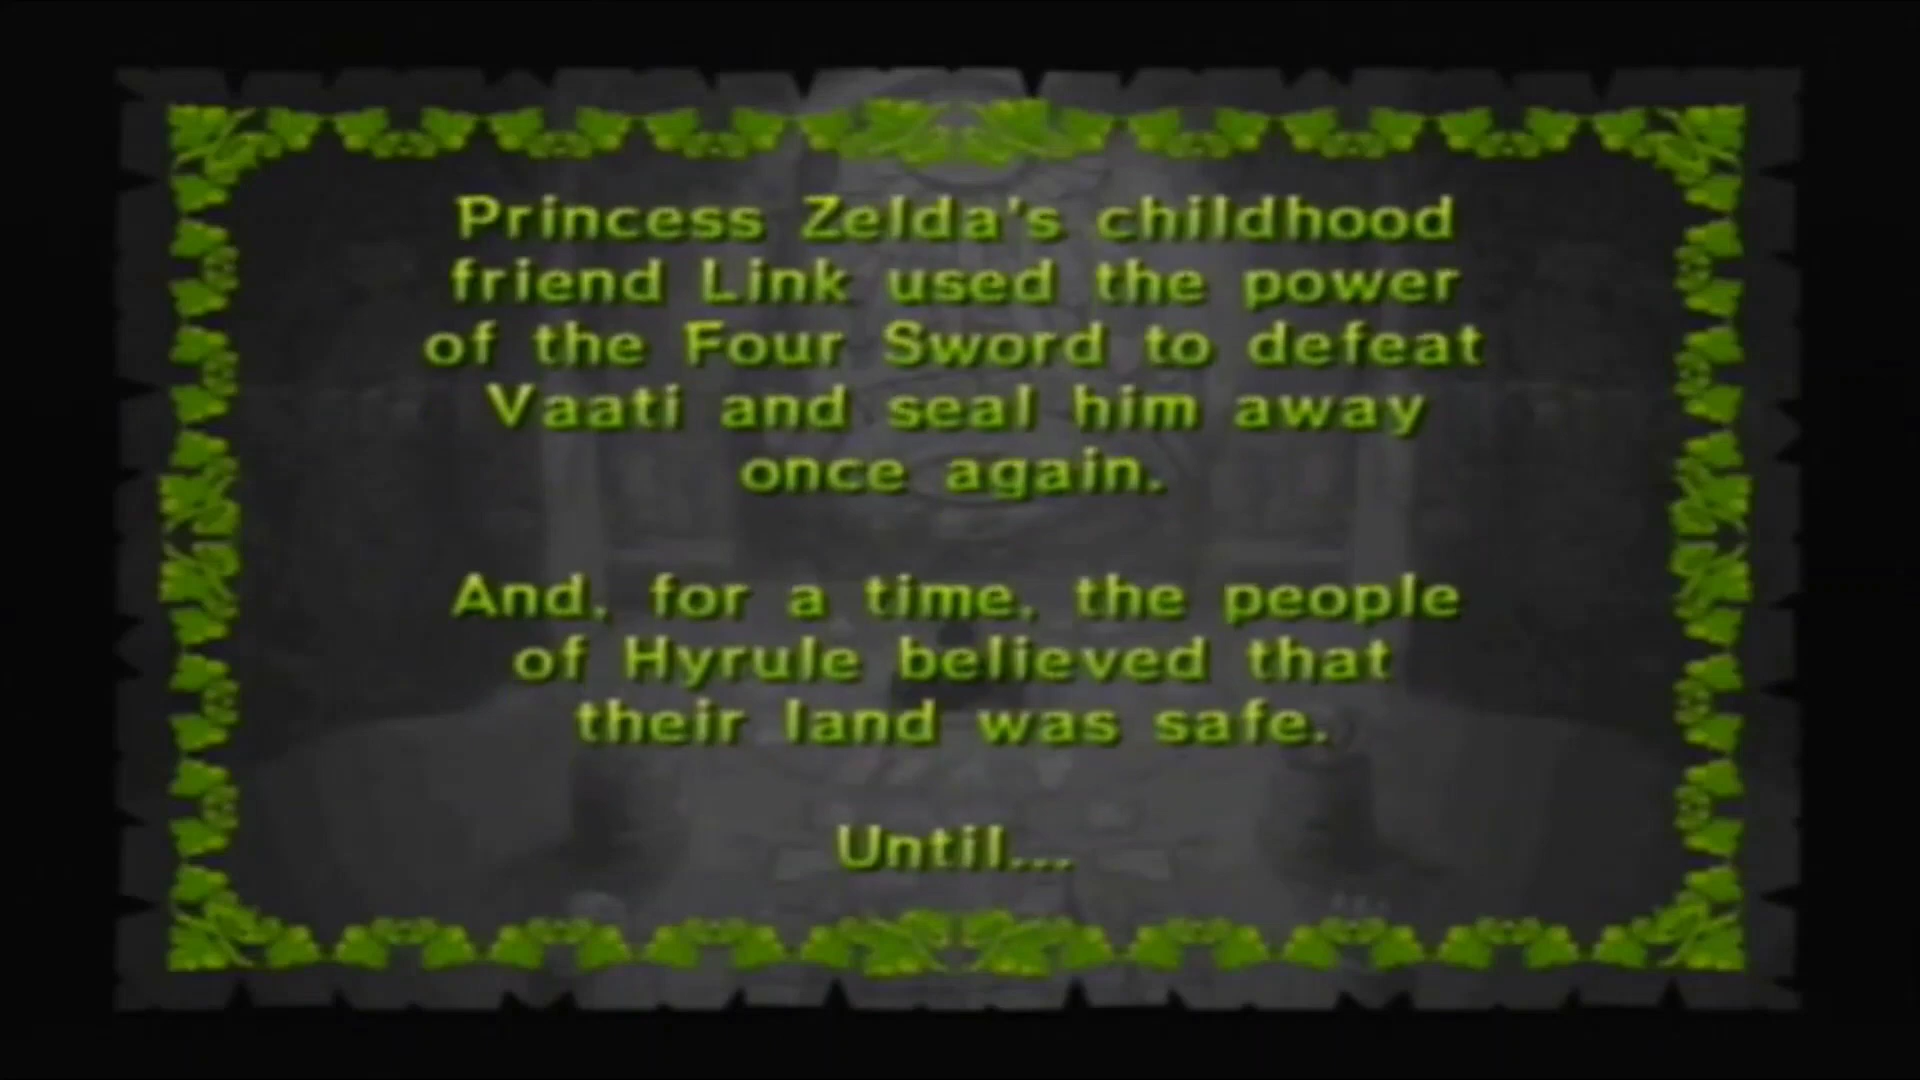 Princess Zelda's childhood
friend Link used the power
of the Four Sword to defeat
Vaati and seal him away
once again.
And, for a time, the people
of Hyrule believed that
their land was safe.
Until...